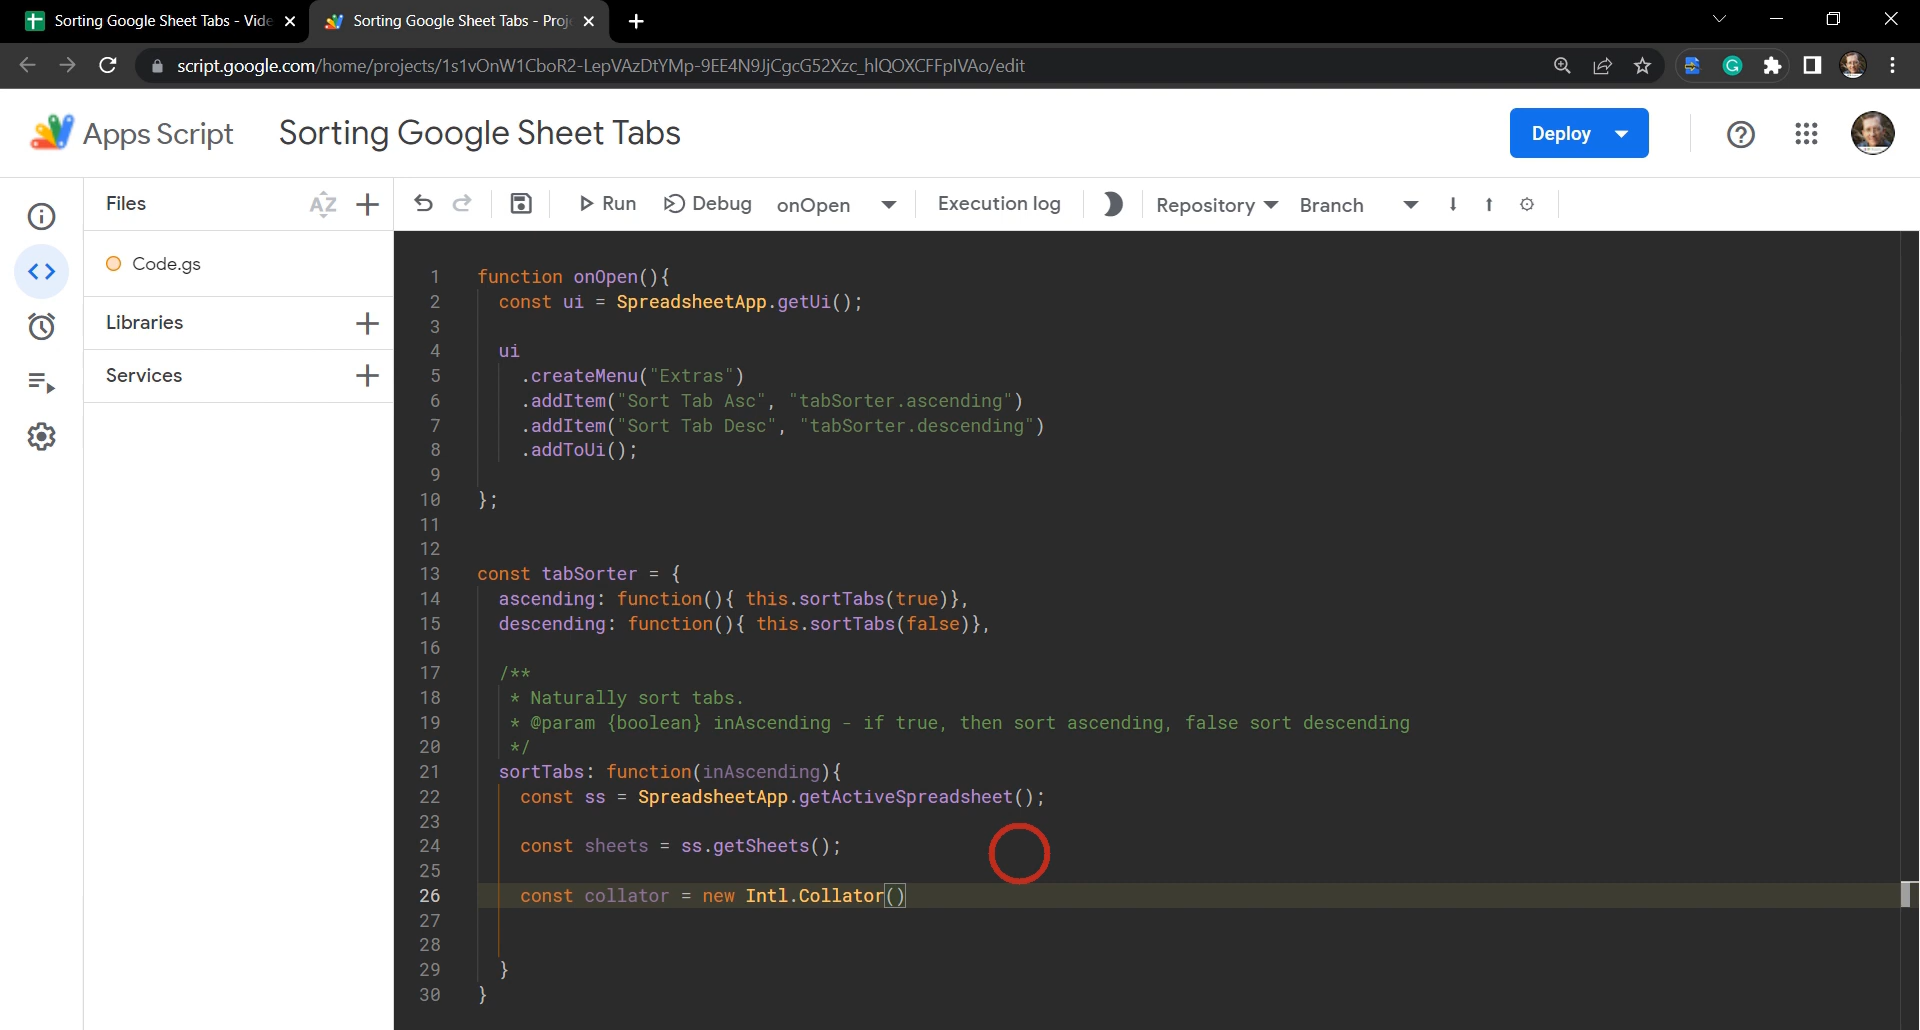 Sorting Google Sheet Tabs - Vide
Sorting Google Sheet Tabs - Proj
script.google.com/home/projects/1s1vOnW1CboR2-LepVAzDtYMp-9EE4N9JjCgcG52Xzc_hlQOXCFFpIVAo/edit
Apps Script Sorting Google Sheet Tabs Deploy
Files AZ Run Debug onOpen Execution log Repository Branch
Code.gs
Libraries
Services
1 function onOpen(){
2 const ui = SpreadsheetApp.getUi();
3
4 ui
5 .createMenu("Extras")
6 .addItem("Sort Tab Asc", "tabSorter.ascending")
7 .addItem("Sort Tab Desc", "tabSorter.descending")
8 .addToUi();
9
10 };
11
12
13 const tabSorter = {
14 ascending: function(){ this.sortTabs(true)},
15 descending: function(){ this.sortTabs(false)},
16
17 /**
18 * Naturally sort tabs.
19 * @param {boolean} inAscending - if true, then sort ascending, false sort descending
20 */
21 sortTabs: function(inAscending){
22 const ss = SpreadsheetApp.getActiveSpreadsheet();
23
24 const sheets = ss.getSheets();
25
26 const collator = new Intl.Collator()
27
28
29 }
30 }